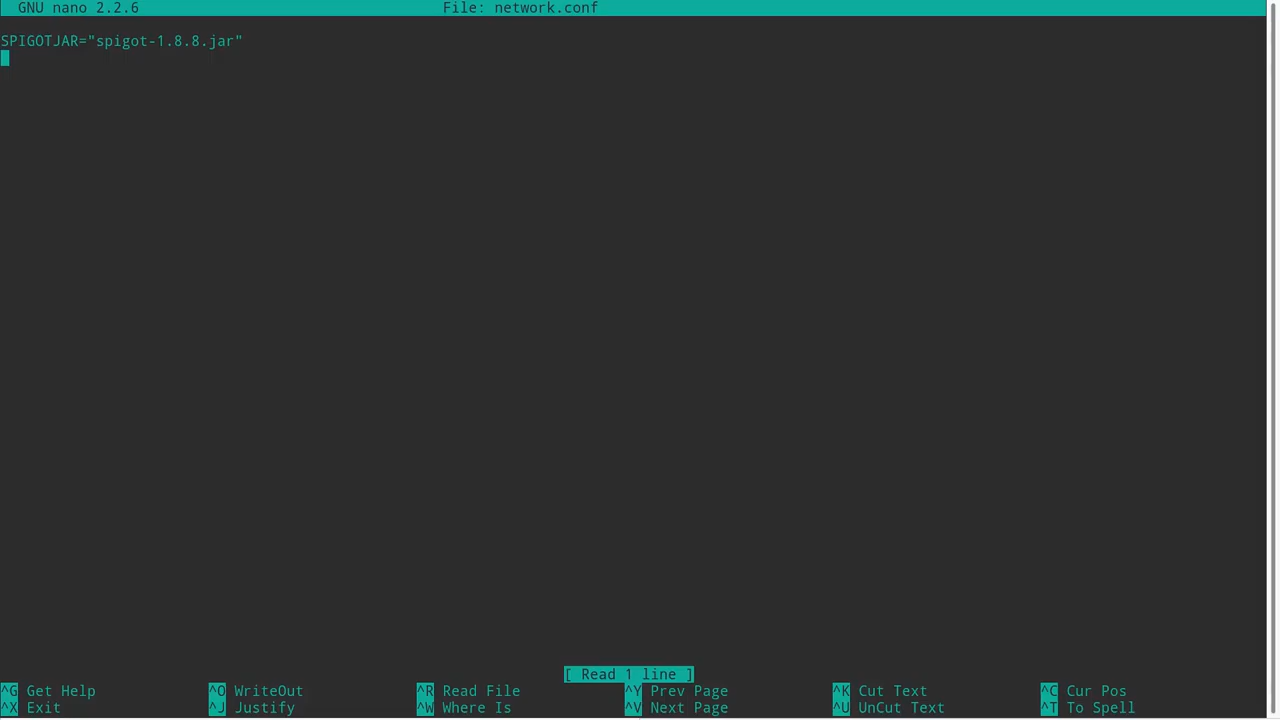 GNU nano 2.2.6 File: network.conf
SPIGOTJAR="spigot-1.8.8.jar"
[ Read 1 line ]
^G Get Help ^O WriteOut ^R Read File ^Y Prev Page ^K Cut Text ^C Cur Pos
^X Exit ^J Justify ^W Where Is ^V Next Page ^U UnCut Text ^T To Spell